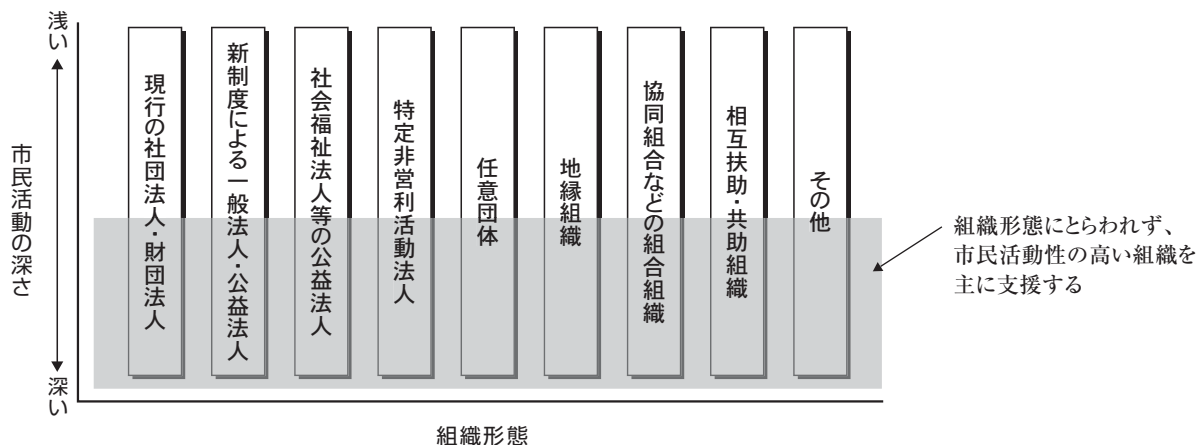 浅い
市民活動の深さ
深い
現行の社団法人・財団法人
新制度による一般法人・公益法人
社会福祉法人等の公益法人
特定非営利活動法人
任意団体
地縁組織
協同組合などの組合組織
相互扶助・共助組織
その他
組織形態にとらわれず、
市民活動性の高い組織を
主に支援する
組織形態